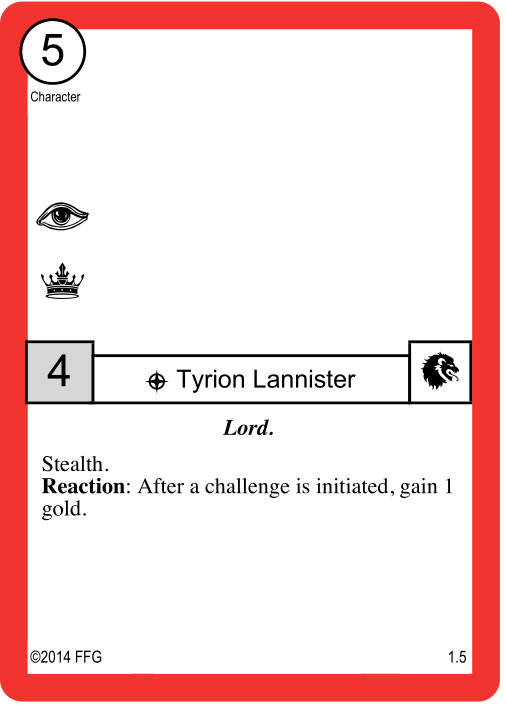 5
Character
4
Tyrion Lannister
Lord.
Stealth.
Reaction: After a challenge is initiated, gain 1
gold.
©2014 FFG
1.5